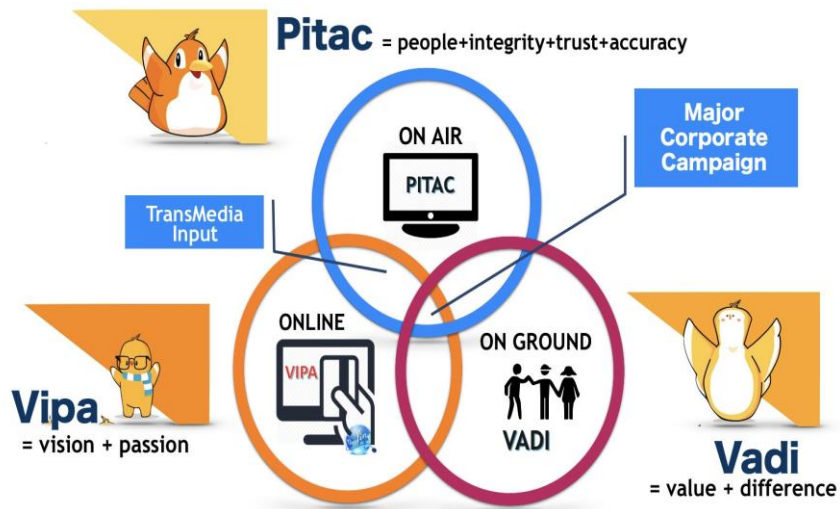 Pitac = people+integrity+trust+accuracy
ON AIR
PITAC
Major
Corporate
Campaign
TransMedia
Input
ONLINE
VIPA
ON GROUND
VADI
Vipa
= vision + passion
Vadi
= value + difference